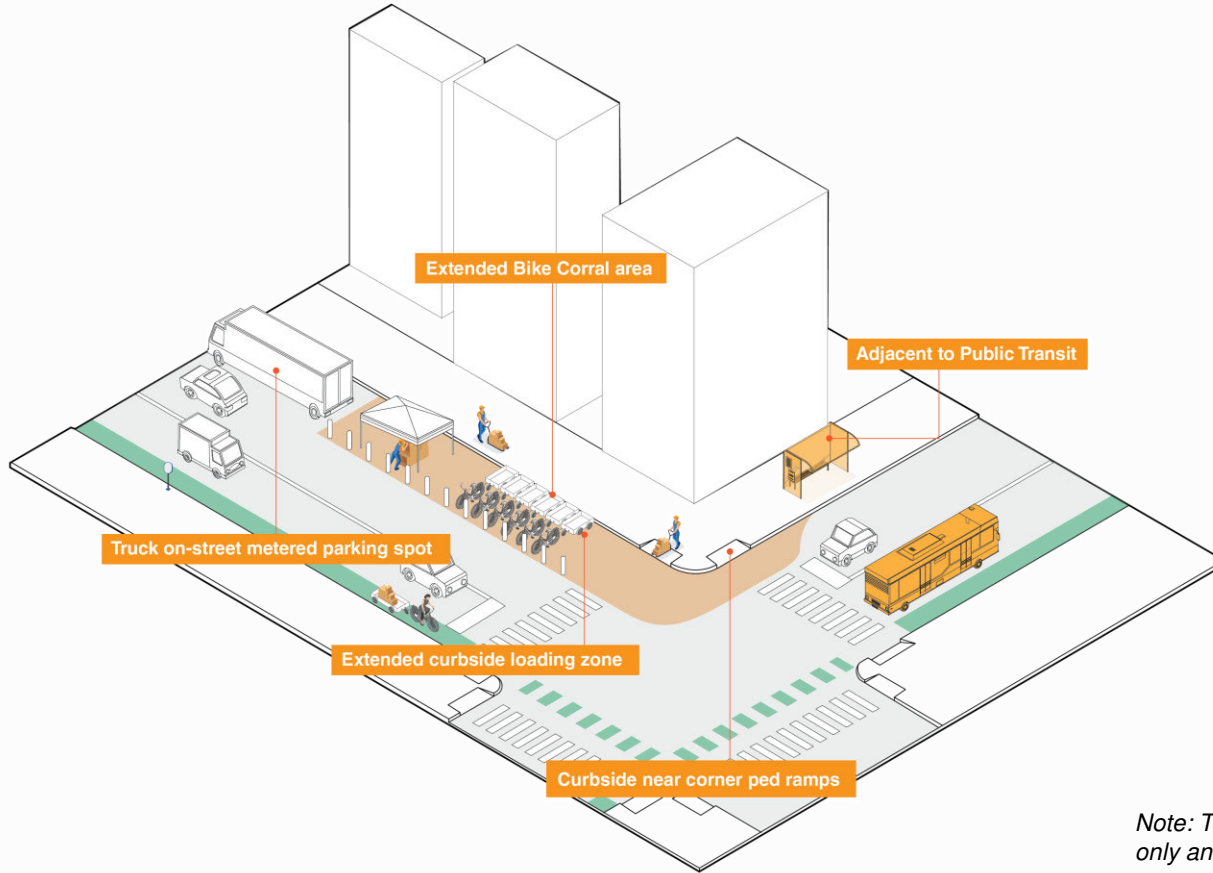 Extended Bike Corral area
Adjacent to Public Transit
Truck on-street metered parking spot
Extended curbside loading zone
Curbside near corner ped ramps
Note: T
only an